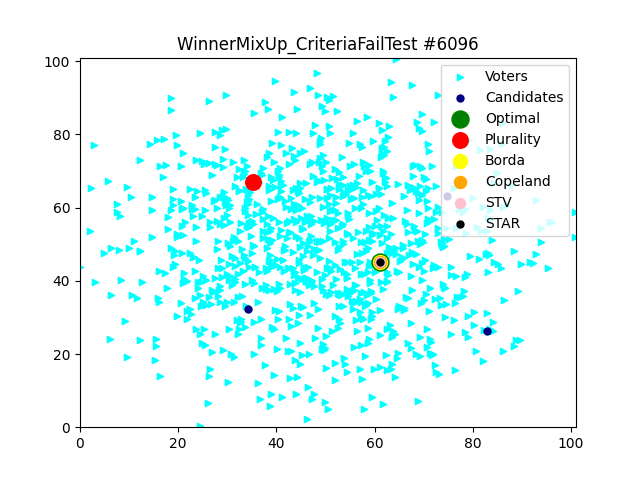 WinnerMixUp_CriteriaFailTest #6096
100
80
60
40
20
0
0
20
40
60
80
100
Voters
Candidates
Optimal
Plurality
Borda
Copeland
STV
STAR